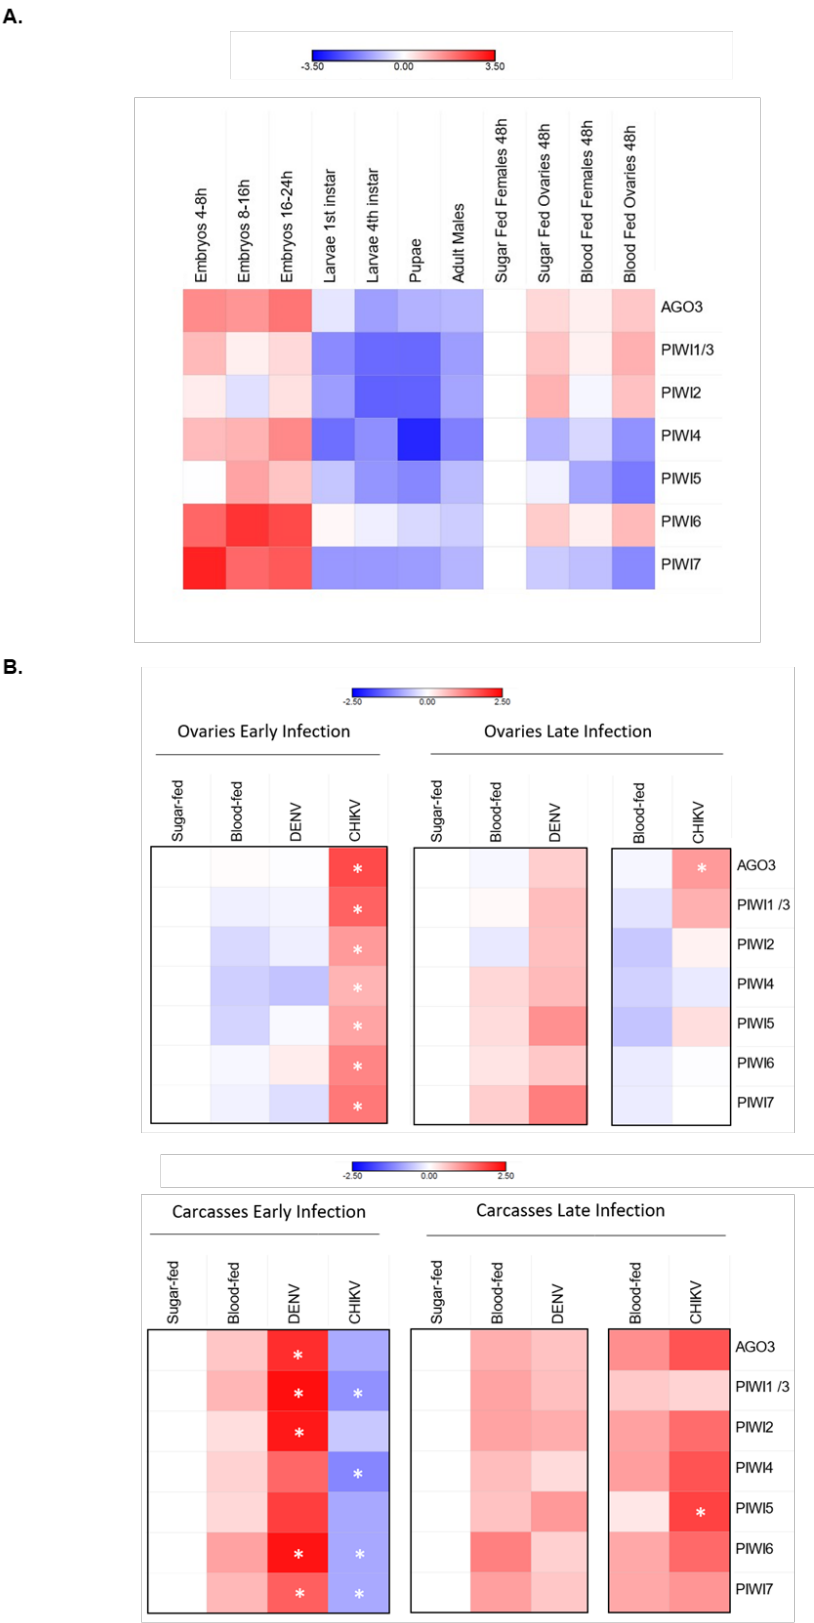 A.
-3.50 0.00 3.50
Embryos 4-8h
Embryos 8-16h
Embryos 16-24h
Larvae 1st instar
Larvae 4th instar
Pupae
Adult Males
Sugar Fed Females 48h
Sugar Fed Ovaries 48h
Blood Fed Females 48h
Blood Fed Ovaries 48h
AGO3
PIWI1/3
PIWI2
PIWI4
PIWI5
PIWI6
PIWI7
B.
-2.50 0.00 2.50
Ovaries Early Infection
Ovaries Late Infection
Sugar-fed
Blood-fed
DENV
CHIKV
Sugar-fed
Blood-fed
DENV
Blood-fed
CHIKV
* * AGO3
* PIWI1 /3
* PIWI2
* PIWI4
* PIWI5
* PIWI6
* PIWI7
-2.50 0.00 2.50
Carcasses Early Infection
Carcasses Late Infection
Sugar-fed
Blood-fed
DENV
CHIKV
Sugar-fed
Blood-fed
DENV
Blood-fed
CHIKV
* AGO3
* * PIWI1 /3
* PIWI2
* PIWI4
* PIWI5
* * PIWI6
* * PIWI7